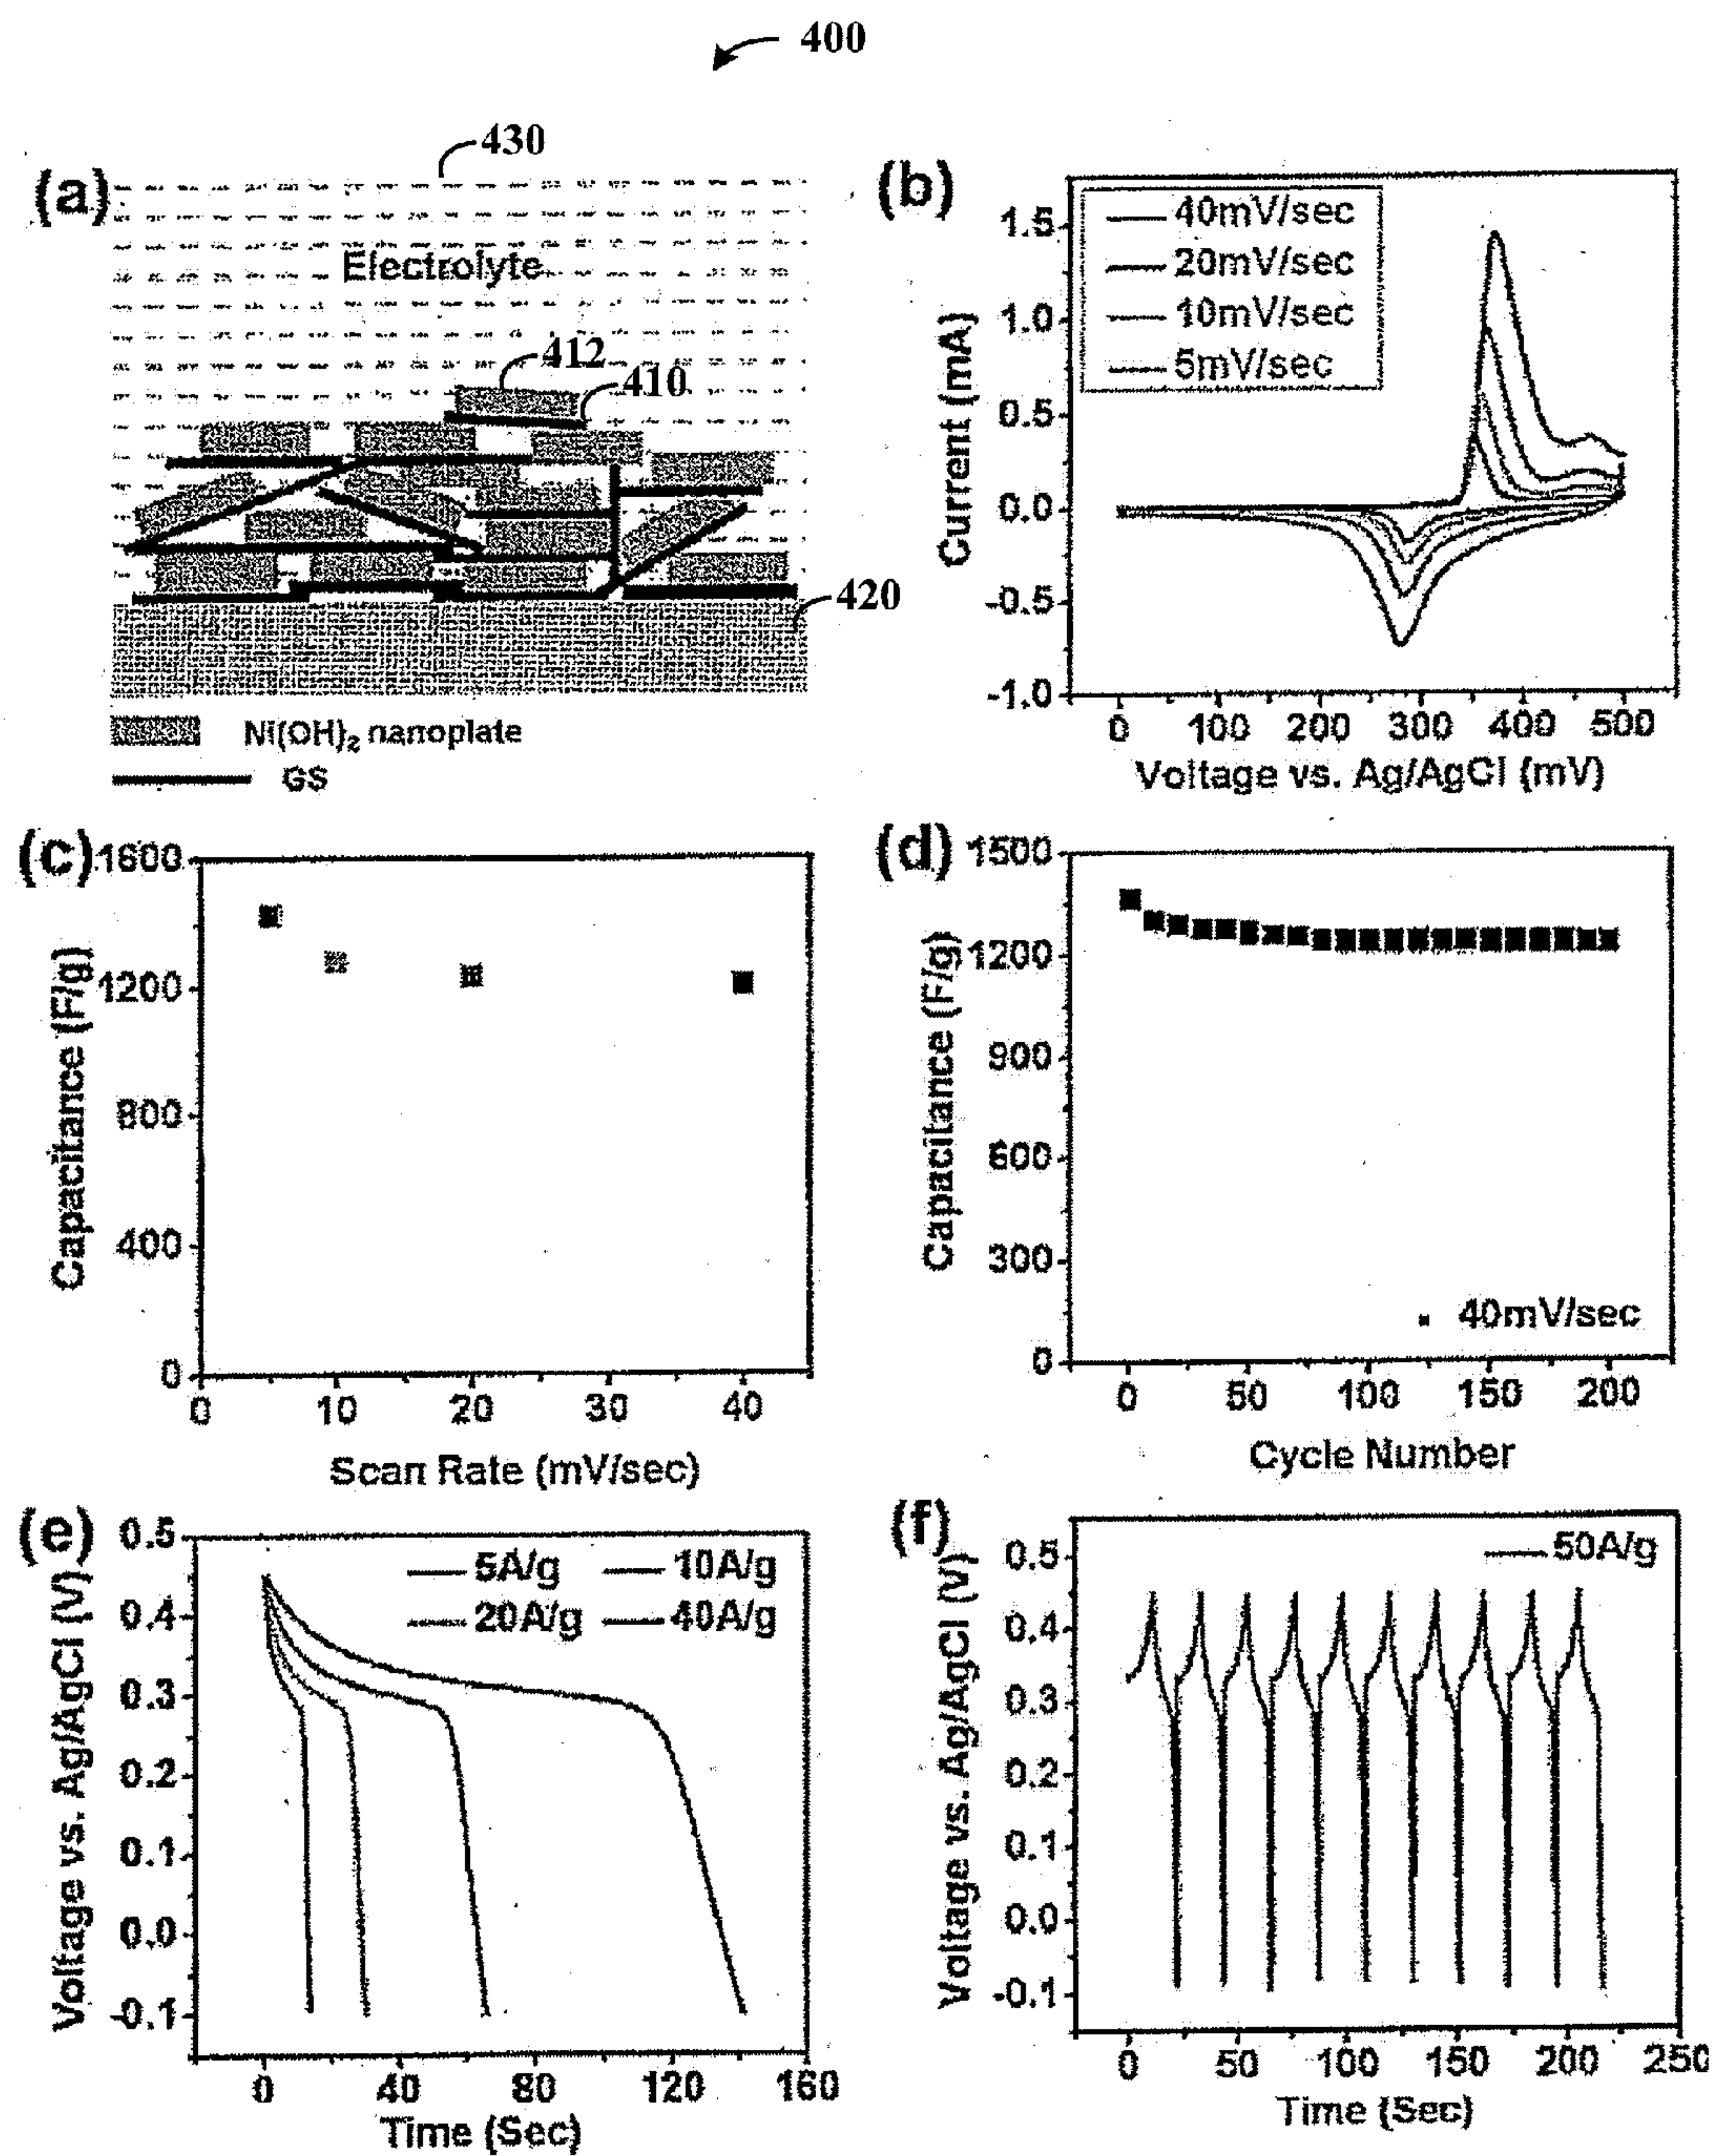 400
430
(a)
Electrolyte
412
410
420
Ni(OH)₂ nanoplate
GS
(b)
40mV/sec
20mV/sec
10mV/sec
5mV/sec
Current (mA)
1.5
1.0
0.5
0.0
-0.5
-1.0
0 100 200 300 400 500
Voltage vs. Ag/AgCl (mV)
(c)
Capacitance (F/g)
1600
1200
800
400
0
0 10 20 30 40
Scan Rate (mV/sec)
(d)
Capacitance (F/g)
1500
1200
900
600
300
0
40mV/sec
0 50 100 150 200
Cycle Number
(e)
Voltage vs. Ag/AgCl (V)
0.5
0.4
0.3
0.2
0.1
0.0
-0.1
5A/g 10A/g
20A/g 40A/g
0 40 80 120 160
Time (Sec)
(f)
Voltage vs. Ag/AgCl (V)
0.5
0.4
0.3
0.2
0.1
0.0
-0.1
50A/g
0 50 100 150 200 250
Time (Sec)